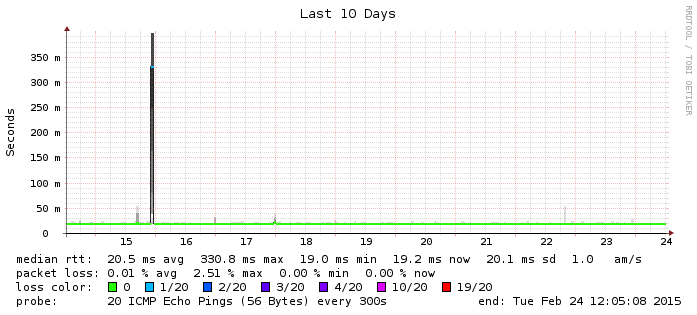 Last 10 Days
RRDTOOL / TOBI OETIKER
Seconds
350 m
300 m
250 m
200 m
150 m
100 m
50 m
0
15 16 17 18 19 20 21 22 23 24
median rtt: 20.5 ms avg 330.8 ms max 19.0 ms min 19.2 ms now 20.1 ms sd 1.0 am/s
packet loss: 0.01 % avg 2.51 % max 0.00 % min 0.00 % now
loss color: 0 1/20 2/20 3/20 4/20 10/20 19/20
probe: 20 ICMP Echo Pings (56 Bytes) every 300s end: Tue Feb 24 12:05:08 2015